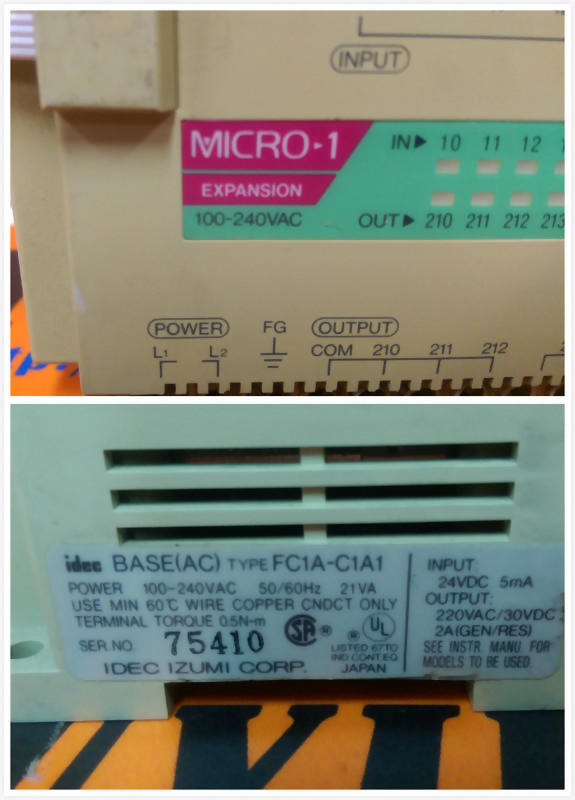 INPUT
MICRO-1
IN▶ 10 11 12
EXPANSION
100-240VAC
OUT▶ 210 211 212 213
POWER FG OUTPUT
L1 L2 COM 210 211 212
idec BASE(AC) TYPE FC1A-C1A1
POWER 100-240VAC 50/60Hz 21VA
USE MIN 60℃ WIRE COPPER CNDCT ONLY
TERMINAL TORQUE 0.5N-m
SER.NO. 75410
SA ® ® UL
LISTED 67TO
IND CONT.EQ.
IDEC IZUMI CORP. JAPAN
INPUT:
24VDC 5mA
OUTPUT:
220VAC/30VDC
2A(GEN/RES)
SEE INSTR. MANU. FOR
MODELS TO BE USED.